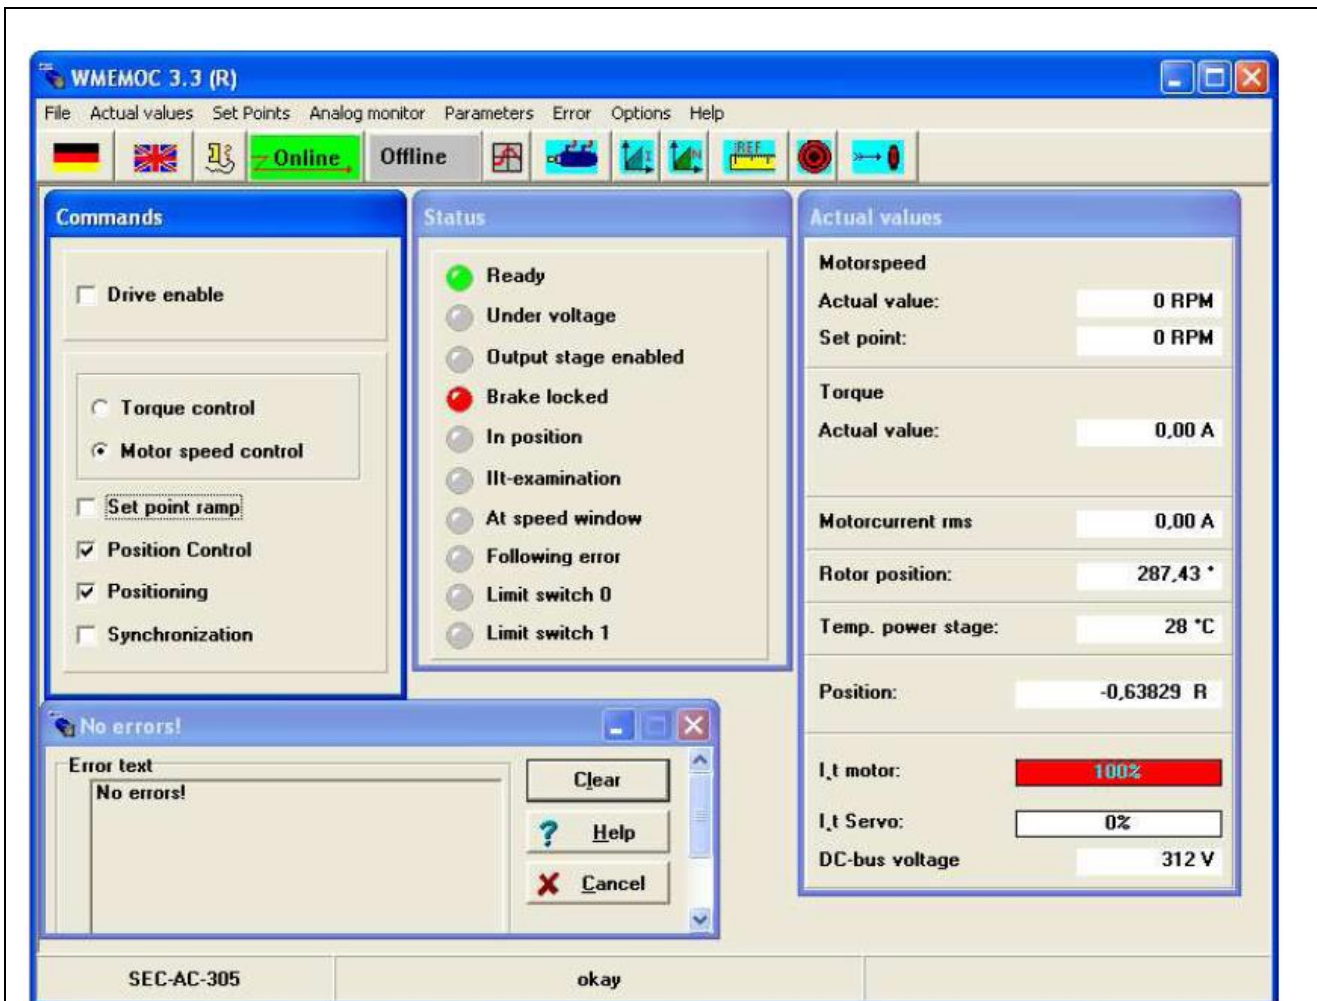 WMEMOC 3.3 (R)
File Actual values Set Points Analog monitor Parameters Error Options Help
Online Offline REF
Commands
Drive enable
Torque control
Motor speed control
Set point ramp
Position Control
Positioning
Synchronization
Status
Ready
Under voltage
Output stage enabled
Brake locked
In position
IIt-examination
At speed window
Following error
Limit switch 0
Limit switch 1
Actual values
Motorspeed
Actual value: 0 RPM
Set point: 0 RPM
Torque
Actual value: 0,00 A
Motorcurrent rms 0,00 A
Rotor position: 287,43 °
Temp. power stage: 28 °C
Position: -0,63829 R
I,t motor: 100%
I,t Servo: 0%
DC-bus voltage 312 V
No errors!
Error text
No errors!
Clear
? Help
Cancel
SEC-AC-305 okay